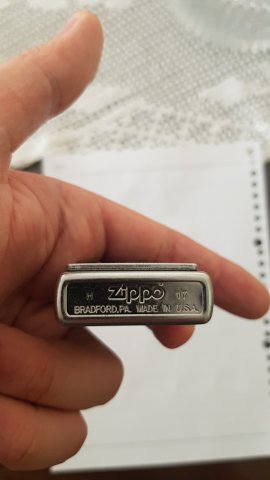 H Zippo 17
BRADFORD,PA. MADE IN U.S.A.